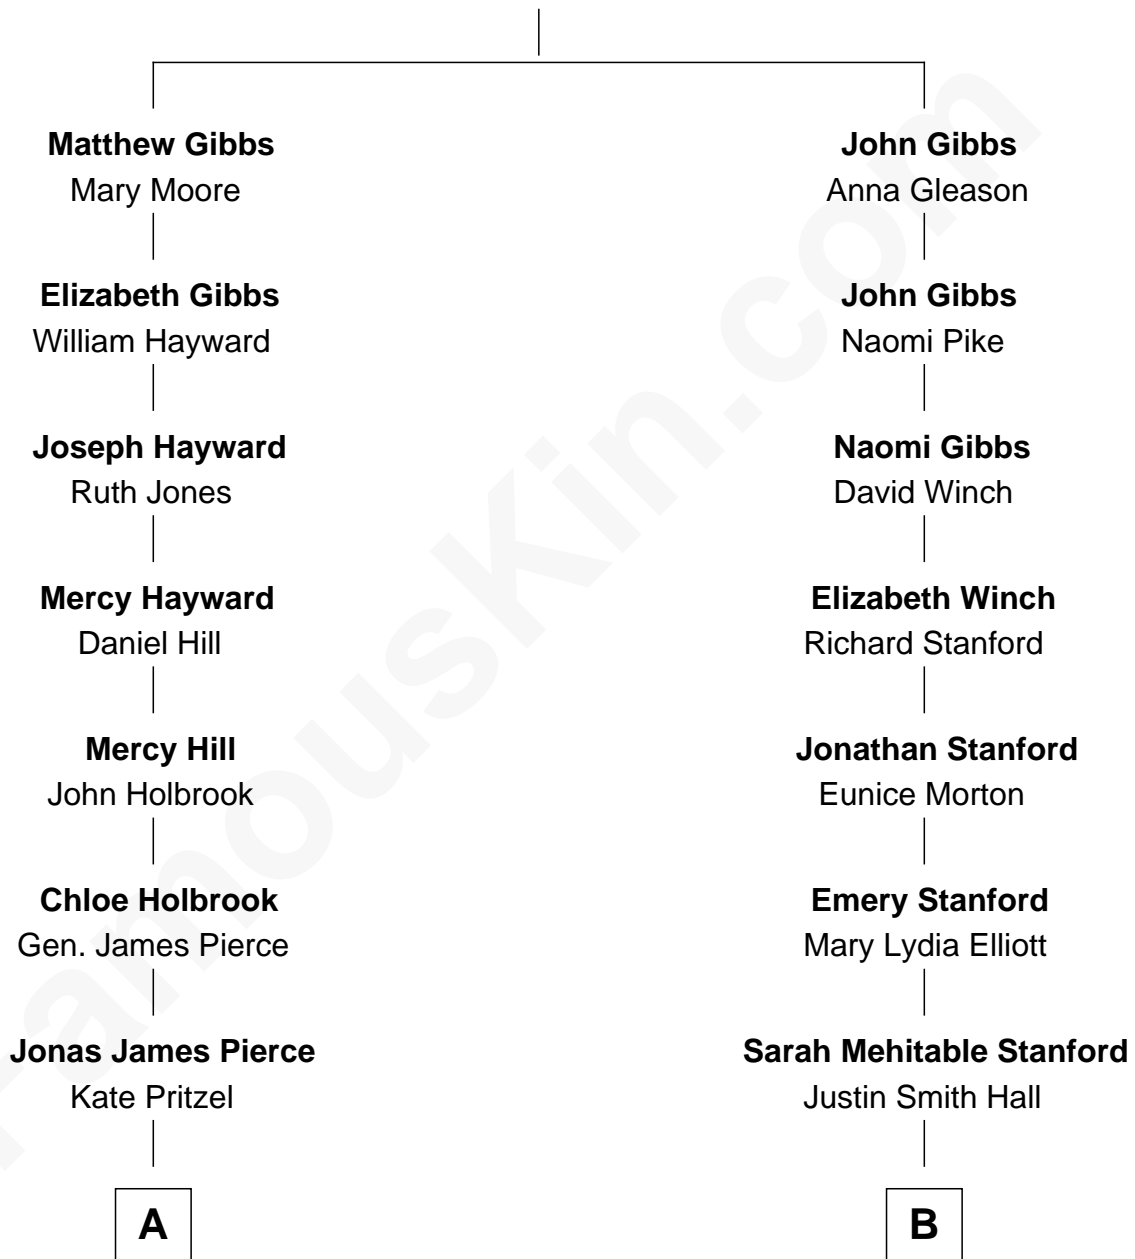 Matthew Gibbs
Mary Moore
Elizabeth Gibbs
William Hayward
Joseph Hayward
Ruth Jones
Mercy Hayward
Daniel Hill
Mercy Hill
John Holbrook
Chloe Holbrook
Gen. James Pierce
Jonas James Pierce
Kate Pritzel
A
John Gibbs
Anna Gleason
John Gibbs
Naomi Pike
Naomi Gibbs
David Winch
Elizabeth Winch
Richard Stanford
Jonathan Stanford
Eunice Morton
Emery Stanford
Mary Lydia Elliott
Sarah Mehitable Stanford
Justin Smith Hall
B
FamousKin.com